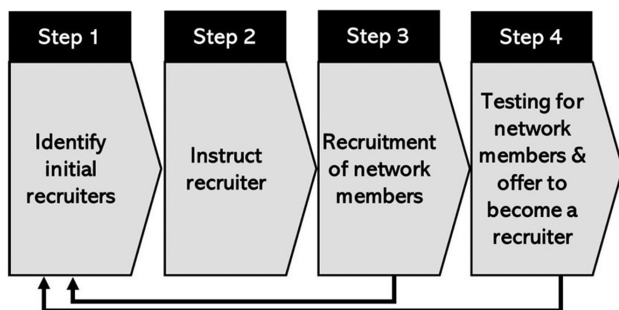 Step 1
Identify
initial
recruiters
Step 2
Instruct
recruiter
Step 3
Recruitment
of network
members
Step 4
Testing for
network
members &
offer to
become a
recruiter